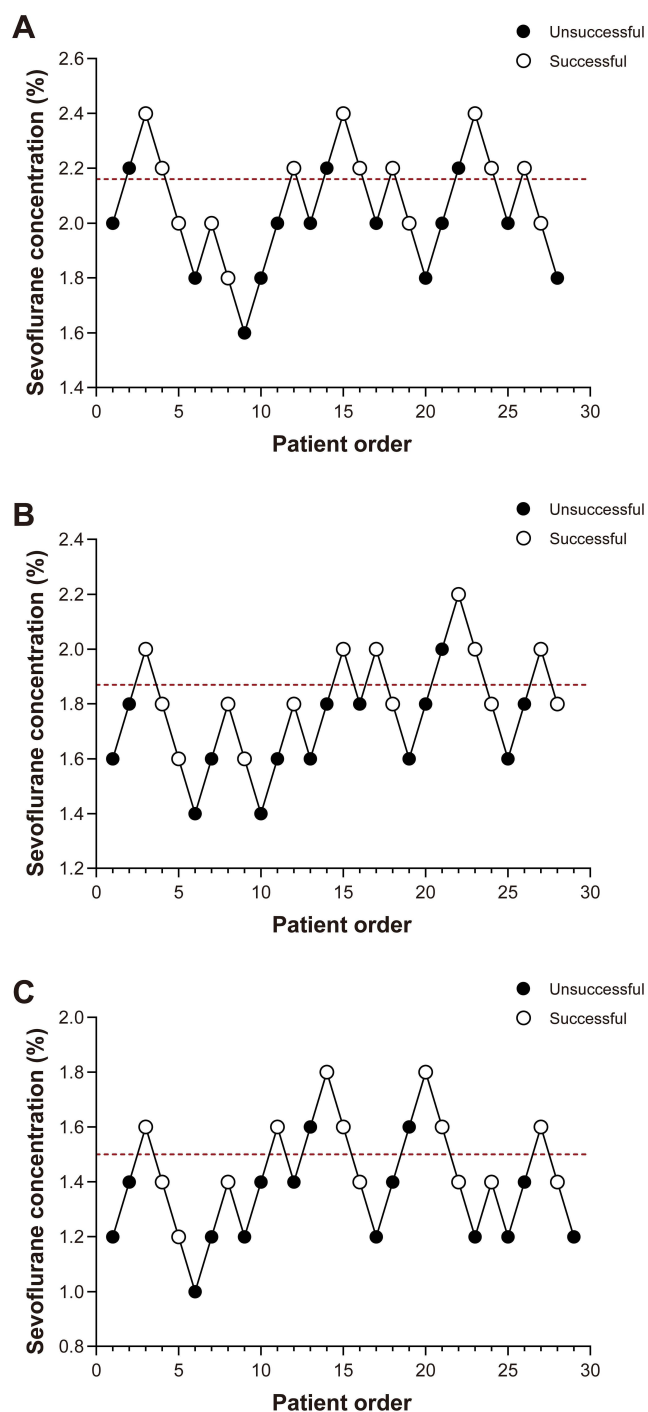 A
Unsuccessful
Successful
Sevoflurane concentration (%)
2.6
2.4
2.2
2.0
1.8
1.6
1.4
0 5 10 15 20 25 30
Patient order
B
Unsuccessful
Successful
Sevoflurane concentration (%)
2.4
2.2
2.0
1.8
1.6
1.4
1.2
0 5 10 15 20 25 30
Patient order
C
Unsuccessful
Successful
Sevoflurane concentration (%)
2.0
1.8
1.6
1.4
1.2
1.0
0.8
0 5 10 15 20 25 30
Patient order